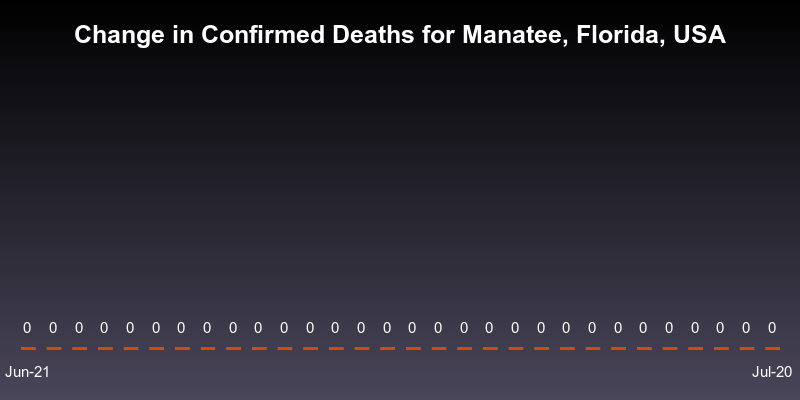 Change in Confirmed Deaths for Manatee, Florida, USA
0 0 0 0 0 0 0 0 0 0 0 0 0 0 0 0 0 0 0 0 0 0 0 0 0 0 0 0 0 0
Jun-21 Jul-20